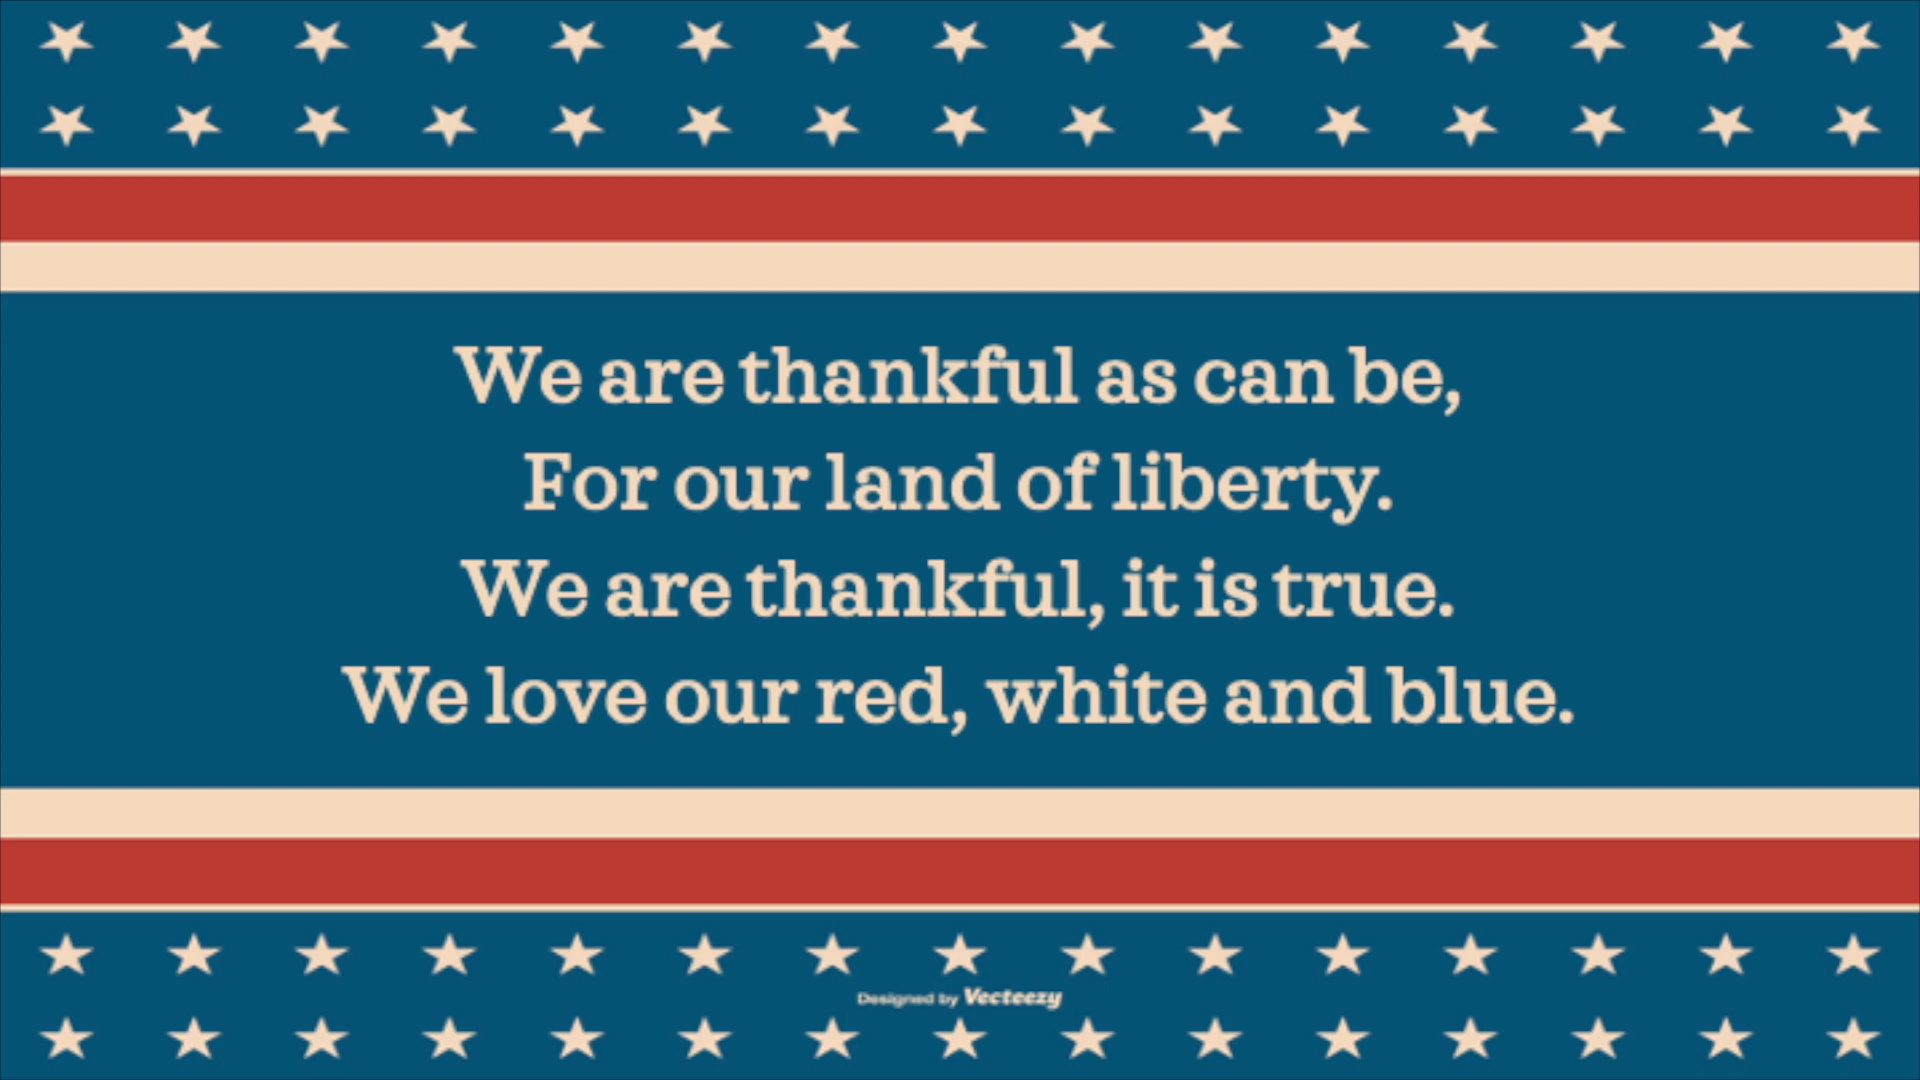 We are thankful as can be,
For our land of liberty.
We are thankful, it is true.
We love our red, white and blue.
Designed by Vecteezy